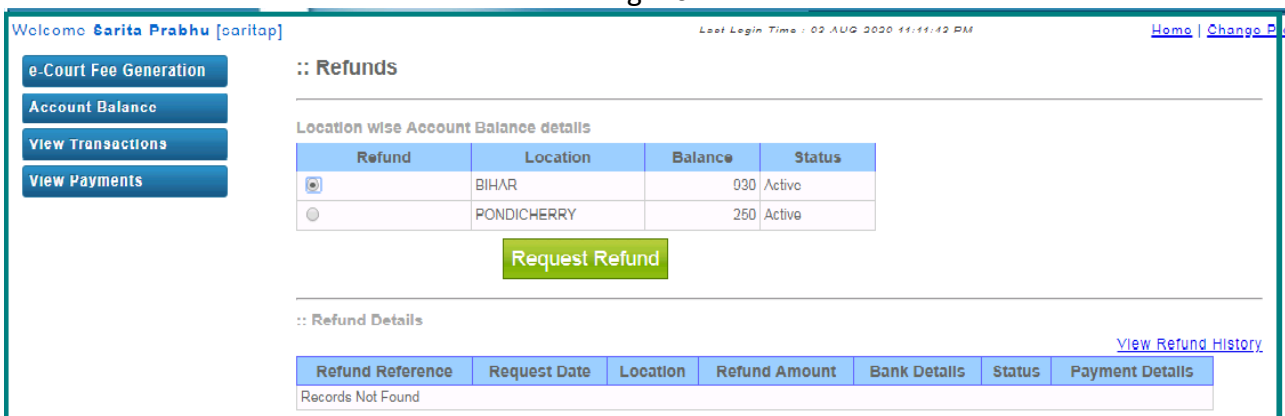 Welcome Sarita Prabhu [saritap] Last Login Time : 02 AUG 2020 11:11:42 PM Home | Change
e-Court Fee Generation
Account Balance
View Transactions
View Payments
:: Refunds
Location wise Account Balance details
Refund Location Balance Status
BIHAR 930 Active
PONDICHERRY 250 Active
Request Refund
:: Refund Details
View Refund History
Refund Reference Request Date Location Refund Amount Bank Details Status Payment Details
Records Not Found